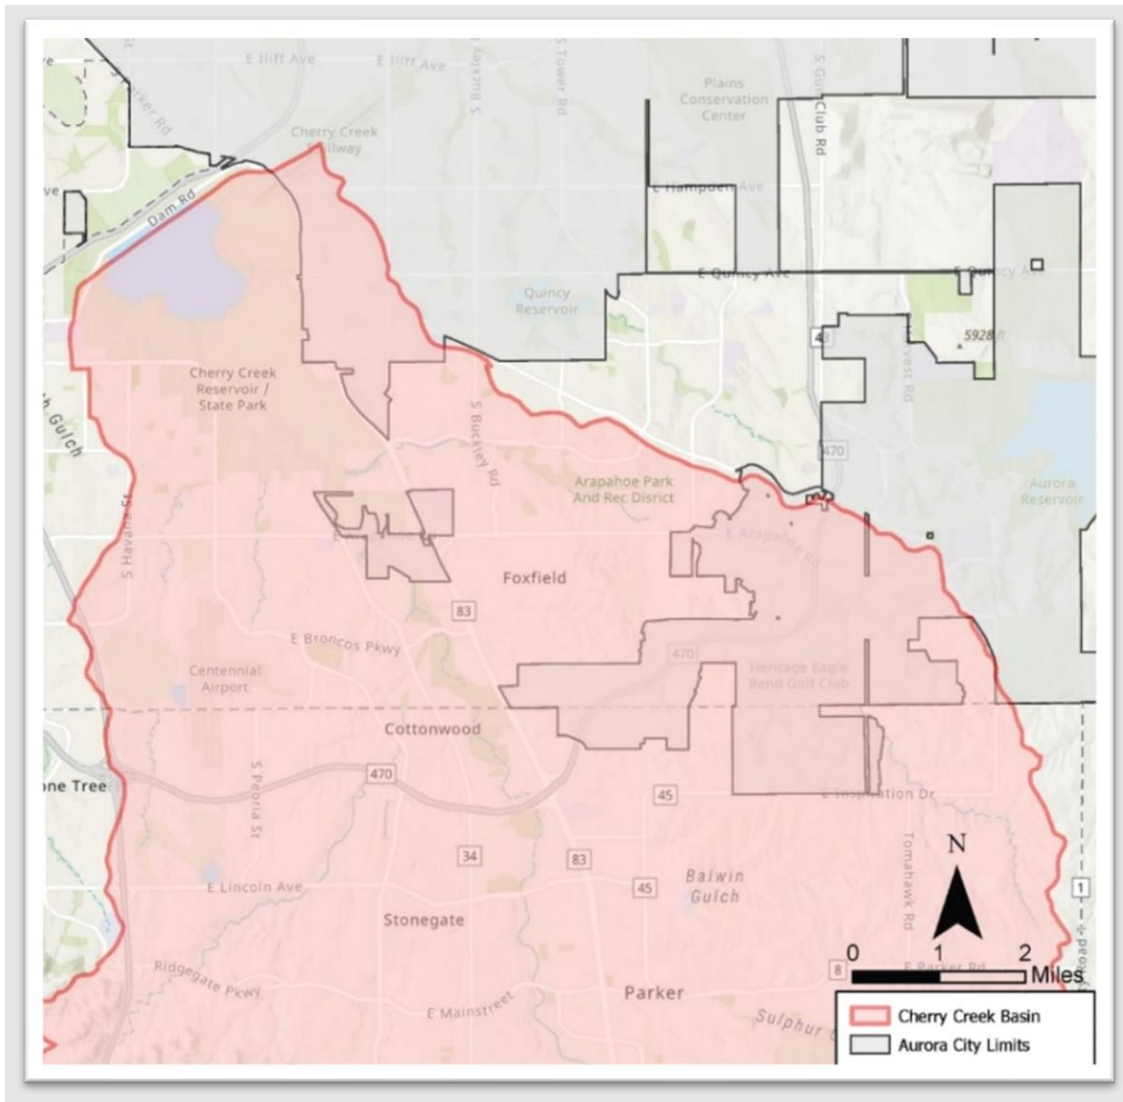 E Iliff Ave
E Iliff Ave
S Buckley
S Tower Rd
S Gun Club Rd
S Parker Rd
Plains
Conservation
Center
Cherry Creek
Spillway
E Hampden Ave
ve
Dam Rd
E Quincy Ave
E Quincy Ave
Quincy
Reservoir
5928 ft
Cherry Creek
Reservoir /
State Park
S Buckley Rd
470
Arapahoe Park
And Rec Disrict
Aurora
Reservoir
h Gulch
S Havana St
E Arapahoe Rd
Foxfield
83
E Broncos Pkwy
470
Heritage Eagle
Bend Golf Club
Centennial
Airport
Cottonwood
one Tree
470
S Peoria St
45
E Inspiration Dr
34
83
45
Balwin
Gulch
Tomahawk Rd
N
1
E Lincoln Ave
Stonegate
0 1 2
Miles
8
E Parker Rd
Ridgegate Pkwy
E Mainstreet
Parker
Sulphur
Cherry Creek Basin
Aurora City Limits